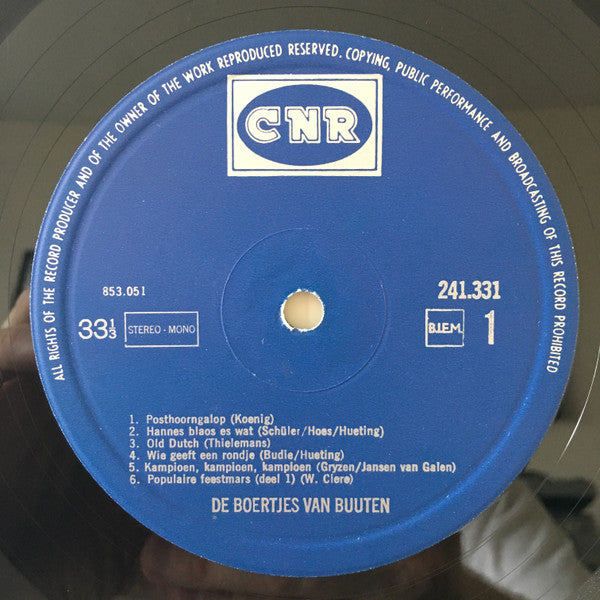 ALL RIGHTS OF THE RECORD PRODUCER AND OF THE OWNER OF THE WORK REPRODUCED RESERVED. COPYING, PUBLIC PERFORMANCE AND BROADCASTING OF THIS RECORD PROHIBITED
CNR
853.051
241.331
33⅓ STEREO - MONO
B.I.E.M. 1
1. Posthoorngalop (Koenig)
2. Hannes blaos es wat (Schüler/Hoes/Hueting)
3. Old Dutch (Thielemans)
4. Wie geeft een rondje (Budie/Hueting)
5. Kampioen, kampioen, kampioen (Gryzen/Jansen van Galen)
6. Populaire feestmars (deel 1) (W. Ciere)
DE BOERTJES VAN BUUTEN